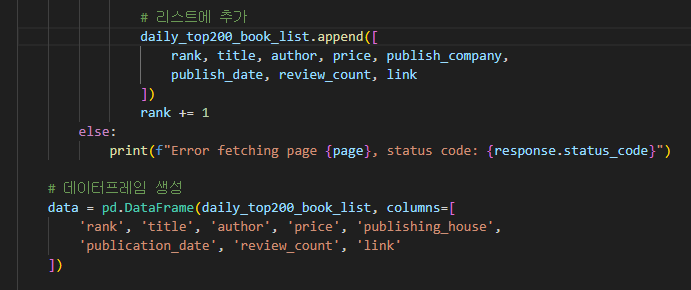 # 리스트에 추가
daily_top200_book_list.append([
rank, title, author, price, publish_company,
publish_date, review_count, link
])
rank += 1
else:
print(f"Error fetching page {page}, status code: {response.status_code}")
# 데이터프레임 생성
data = pd.DataFrame(daily_top200_book_list, columns=[
'rank', 'title', 'author', 'price', 'publishing_house',
'publication_date', 'review_count', 'link'
])